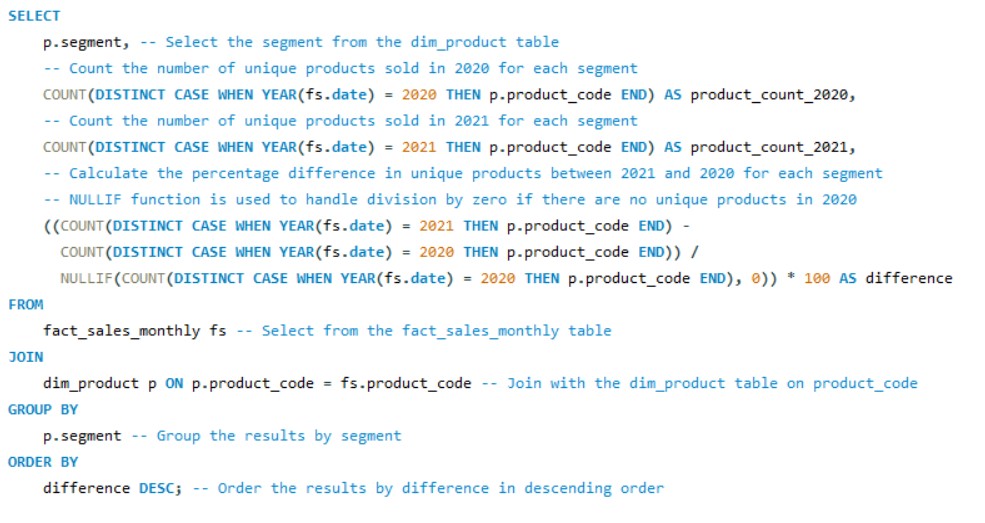 SELECT
p.segment, -- Select the segment from the dim_product table
-- Count the number of unique products sold in 2020 for each segment
COUNT(DISTINCT CASE WHEN YEAR(fs.date) = 2020 THEN p.product_code END) AS product_count_2020,
-- Count the number of unique products sold in 2021 for each segment
COUNT(DISTINCT CASE WHEN YEAR(fs.date) = 2021 THEN p.product_code END) AS product_count_2021,
-- Calculate the percentage difference in unique products between 2021 and 2020 for each segment
-- NULLIF function is used to handle division by zero if there are no unique products in 2020
((COUNT(DISTINCT CASE WHEN YEAR(fs.date) = 2021 THEN p.product_code END) -
COUNT(DISTINCT CASE WHEN YEAR(fs.date) = 2020 THEN p.product_code END)) /
NULLIF(COUNT(DISTINCT CASE WHEN YEAR(fs.date) = 2020 THEN p.product_code END), 0)) * 100 AS difference
FROM
fact_sales_monthly fs -- Select from the fact_sales_monthly table
JOIN
dim_product p ON p.product_code = fs.product_code -- Join with the dim_product table on product_code
GROUP BY
p.segment -- Group the results by segment
ORDER BY
difference DESC; -- Order the results by difference in descending order